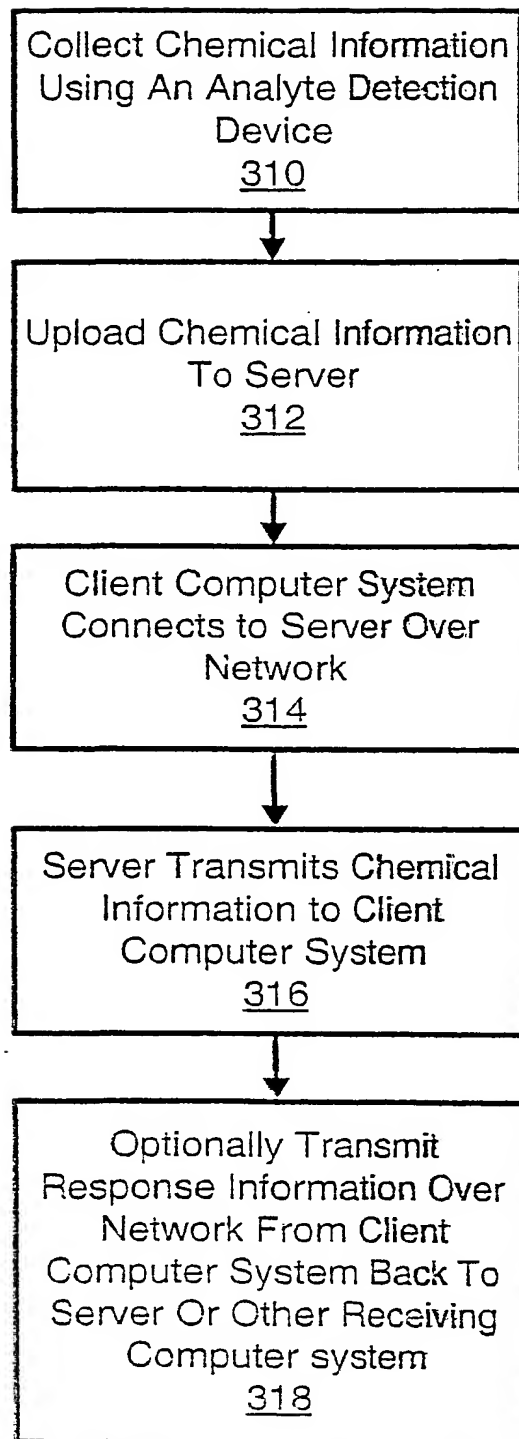 Collect Chemical Information
Using An Analyte Detection
Device
310
Upload Chemical Information
To Server
312
Client Computer System
Connects to Server Over
Network
314
Server Transmits Chemical
Information to Client
Computer System
316
Optionally Transmit
Response Information Over
Network From Client
Computer System Back To
Server Or Other Receiving
Computer system
318